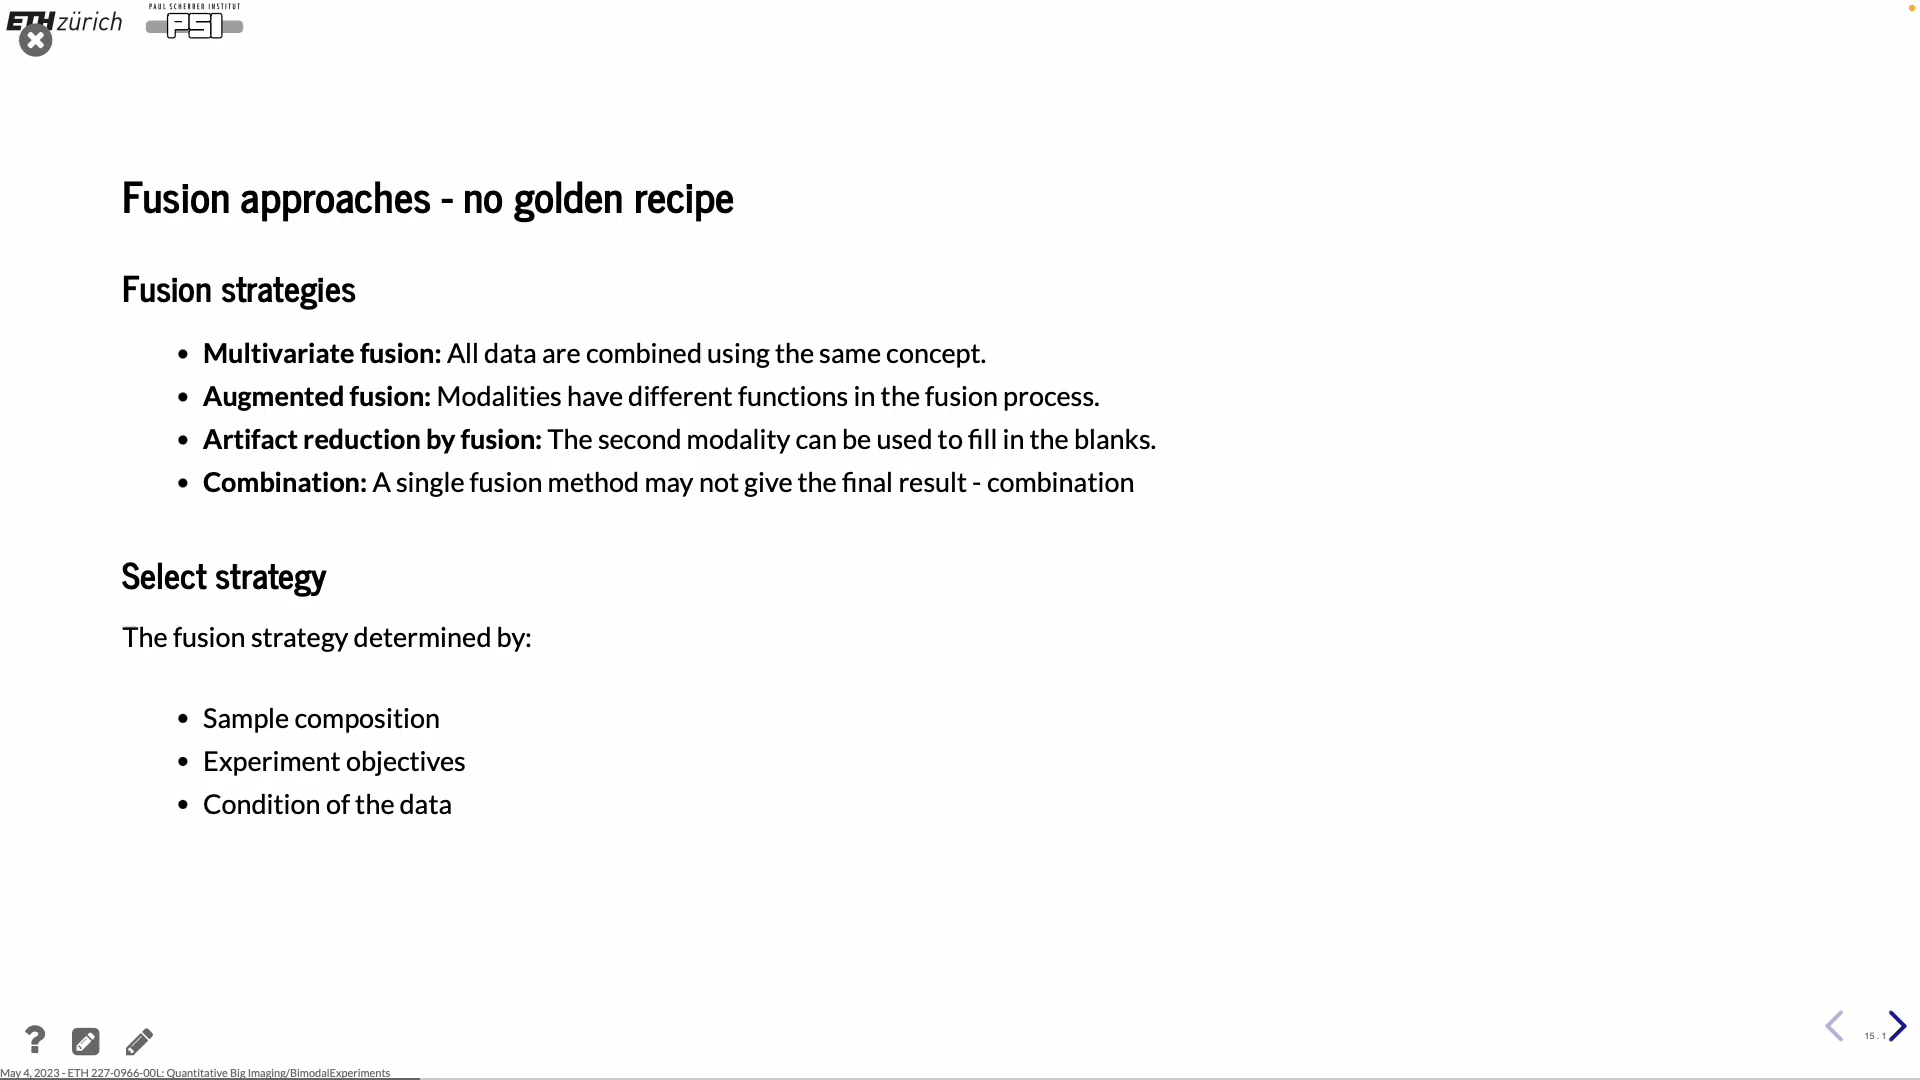 ETH zürich
PAUL SCHERRER INSTITUT
PSI
Fusion approaches - no golden recipe
Fusion strategies
• Multivariate fusion: All data are combined using the same concept.
• Augmented fusion: Modalities have different functions in the fusion process.
• Artifact reduction by fusion: The second modality can be used to fill in the blanks.
• Combination: A single fusion method may not give the final result - combination
Select strategy
The fusion strategy determined by:
• Sample composition
• Experiment objectives
• Condition of the data
15.1
May 4, 2023 - ETH 227-0966-00L: Quantitative Big Imaging/BimodalExperiments